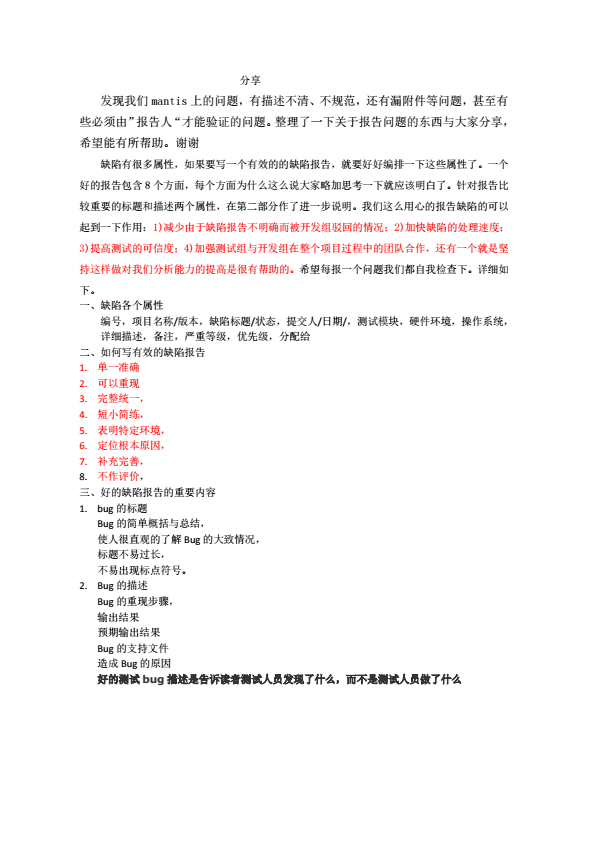 分享
发现我们 mantis 上的问题，有描述不清、不规范，还有漏附件等问题，甚至有
些必须由”报告人“才能验证的问题。整理了一下关于报告问题的东西与大家分享，
希望能有所帮助。谢谢
缺陷有很多属性，如果要写一个有效的的缺陷报告，就要好好编排一下这些属性了。一个
好的报告包含 8 个方面，每个方面为什么这么说大家略加思考一下就应该明白了。针对报告比
较重要的标题和描述两个属性，在第二部分作了进一步说明。我们这么用心的报告缺陷的可以
起到一下作用：1)减少由于缺陷报告不明确而被开发组驳回的情况；2)加快缺陷的处理速度；
3)提高测试的可信度；4)加强测试组与开发组在整个项目过程中的团队合作，还有一个就是坚
持这样做对我们分析能力的提高是很有帮助的。希望每报一个问题我们都自我检查下。详细如
下。
一、缺陷各个属性
编号，项目名称/版本，缺陷标题/状态，提交人/日期/，测试模块，硬件环境，操作系统，
详细描述，备注，严重等级，优先级，分配给
二、如何写有效的缺陷报告
1. 单一准确
2. 可以重现
3. 完整统一，
4. 短小简练，
5. 表明特定环境，
6. 定位根本原因，
7. 补充完善，
8. 不作评价，
三、好的缺陷报告的重要内容
1. bug 的标题
Bug 的简单概括与总结，
使人很直观的了解 Bug 的大致情况，
标题不易过长，
不易出现标点符号。
2. Bug 的描述
Bug 的重现步骤，
输出结果
预期输出结果
Bug 的支持文件
造成 Bug 的原因
好的测试 bug 描述是告诉读者测试人员发现了什么，而不是测试人员做了什么